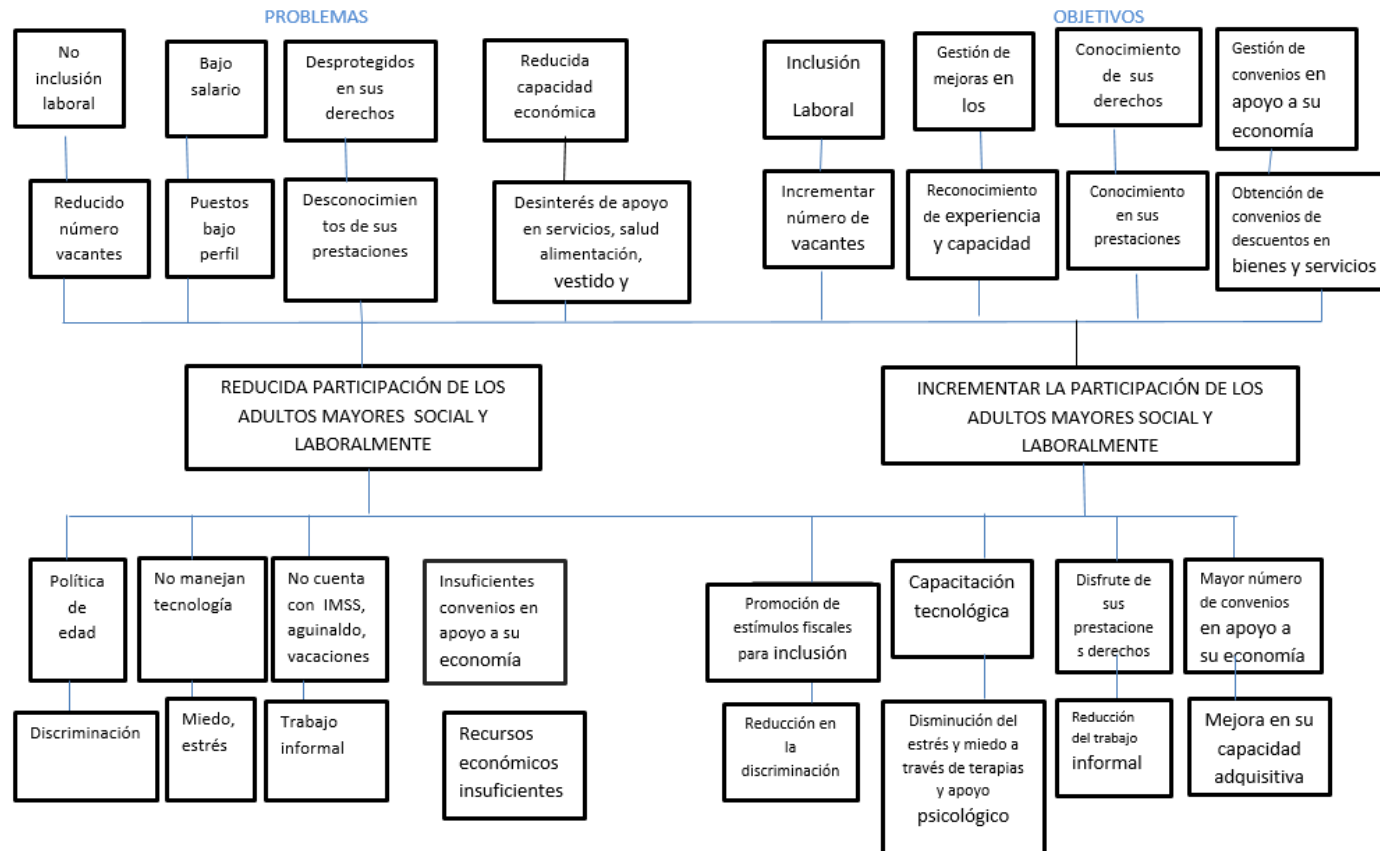 PROBLEMAS
OBJETIVOS
No
inclusión
laboral
Bajo
salario
Desprotegidos
en sus
derechos
Reducida
capacidad
económica
Inclusión
Laboral
Gestión de
mejoras en
los
Conocimiento
de sus
derechos
Gestión de
convenios en
apoyo a su
economía
Reducido
número
vacantes
Puestos
bajo
perfil
Desconocimien
tos de sus
prestaciones
Desinterés de apoyo
en servicios, salud
alimentación,
vestido y
Incrementar
número de
vacantes
Reconocimiento
de experiencia
y capacidad
Conocimiento
en sus
prestaciones
Obtención de
convenios de
descuentos en
bienes y servicios
REDUCIDA PARTICIPACIÓN DE LOS
ADULTOS MAYORES SOCIAL Y
LABORALMENTE
INCREMENTAR LA PARTICIPACIÓN DE LOS
ADULTOS MAYORES SOCIAL Y
LABORALMENTE
Política
de
edad
No manejan
tecnología
No cuenta
con IMSS,
aguinaldo,
vacaciones
Insuficientes
convenios en
apoyo a su
economía
Promoción de
estímulos fiscales
para inclusión
Capacitación
tecnológica
Disfrute de
sus
prestacione
s derechos
Mayor número
de convenios
en apoyo a
su economía
Discriminación
Miedo,
estrés
Trabajo
informal
Recursos
económicos
insuficientes
Reducción en
la
discriminación
Disminución del
estrés y miedo a
través de terapias
y apoyo
psicológico
Reducción
del trabajo
informal
Mejora en su
capacidad
adquisitiva